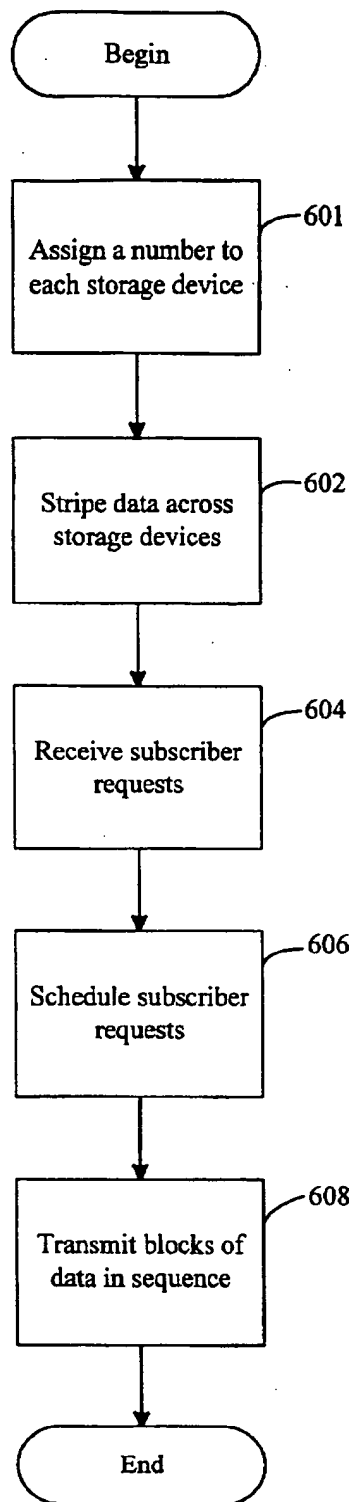 Begin
601
Assign a number to
each storage device
602
Stripe data across
storage devices
604
Receive subscriber
requests
606
Schedule subscriber
requests
608
Transmit blocks of
data in sequence
End